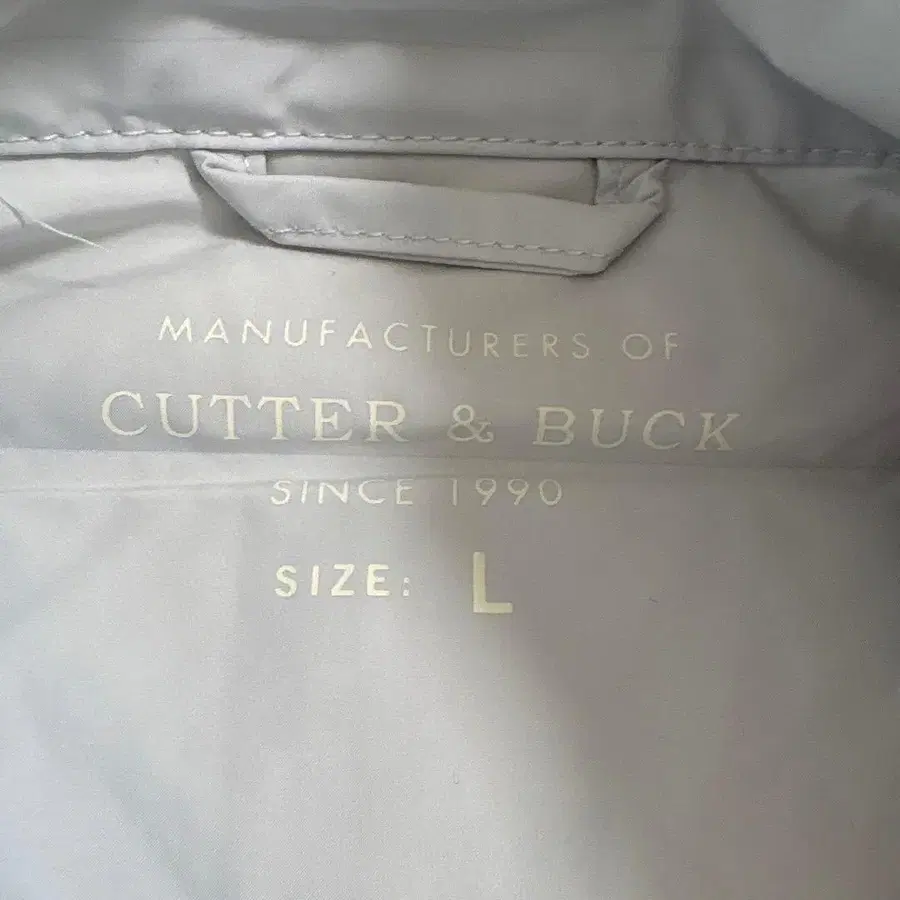 MANUFACTURERS OF
CUTTER & BUCK
SINCE 1990
SIZE: L